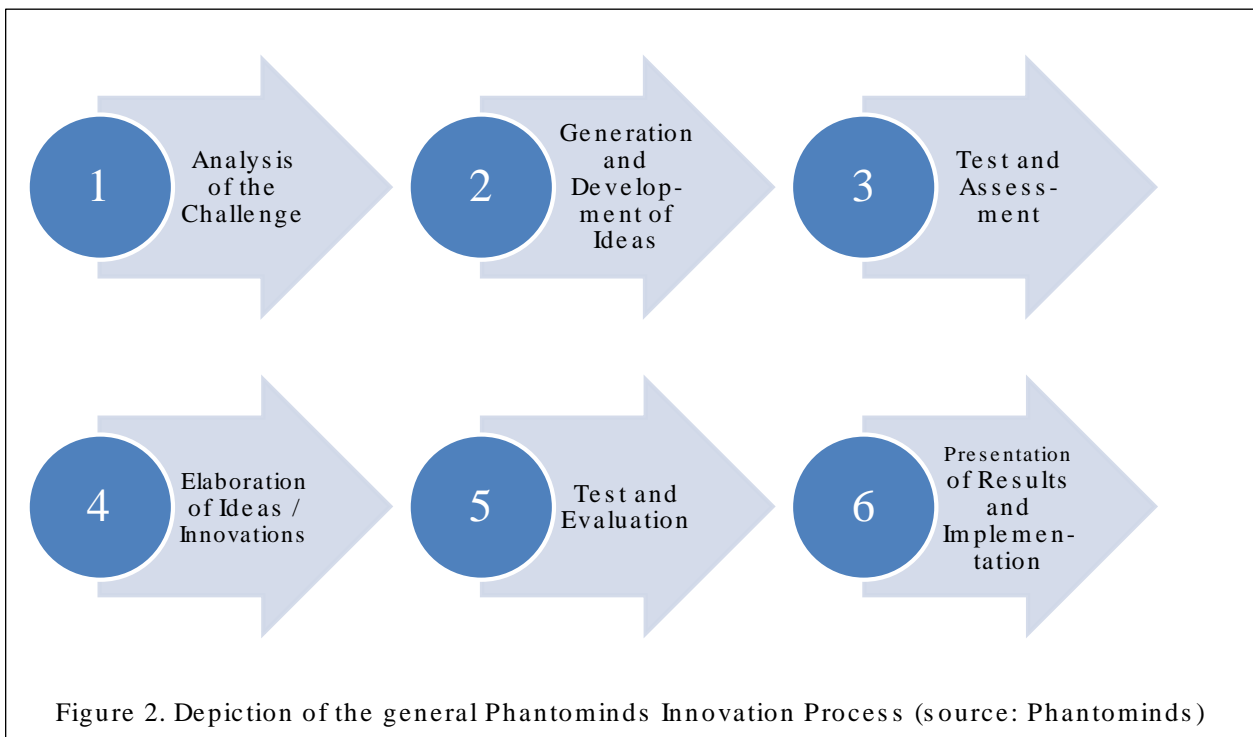 1
Analysis
of the
Challenge
2
Generation
and
Develop-
ment of
Ideas
3
Test and
Assess-
ment
4
Elaboration
of Ideas /
Innovations
5
Test and
Evaluation
6
Presentation
of Results
and
Implemen-
tation
Figure 2. Depiction of the general Phantominds Innovation Process (source: Phantominds)